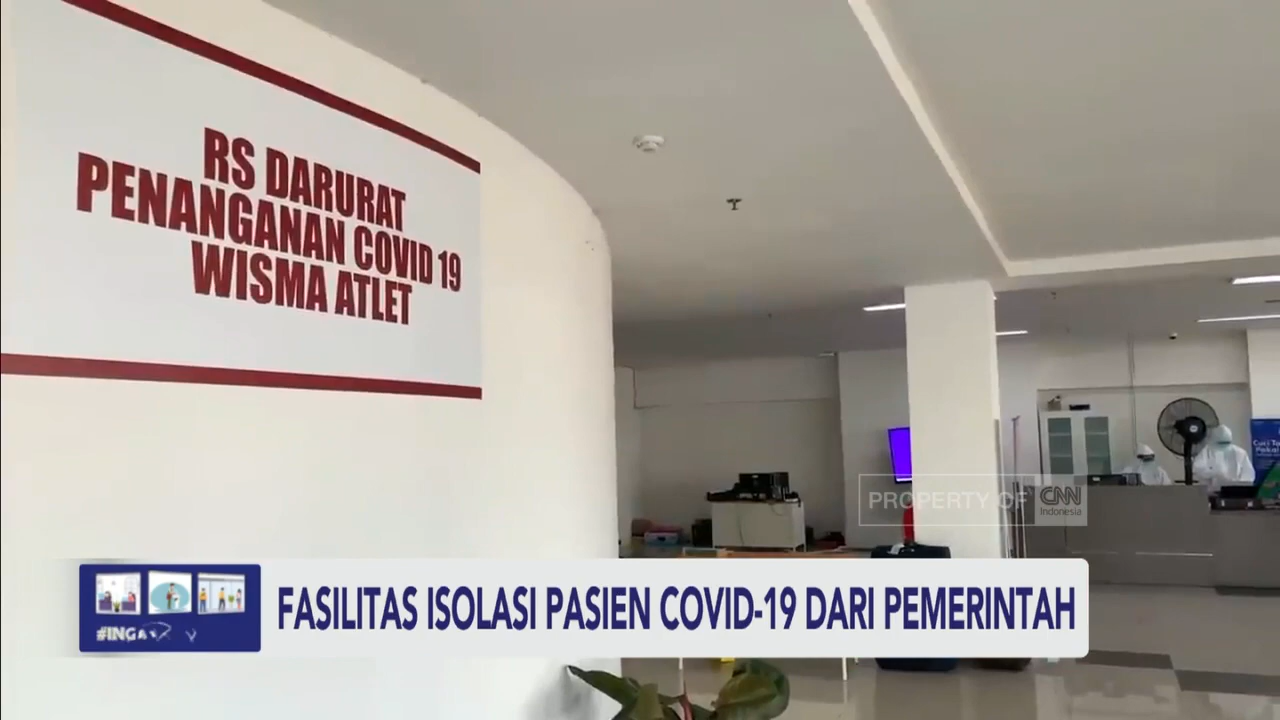 RS DARURAT
PENANGANAN COVID 19
WISMA ATLET
PROPERTY OF CNN
Indonesia
FASILITAS ISOLASI PASIEN COVID-19 DARI PEMERINTAH